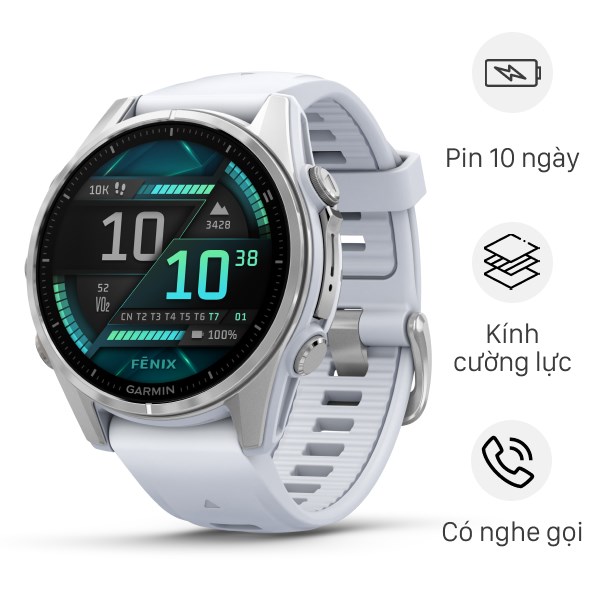 10K
3428
10
10 38
52
VO2
CN T2 T3 T4 T5 T6 T7 01
100%
FĒNIX
GARMIN
Pin 10 ngày
Kính
cường lực
Có nghe gọi